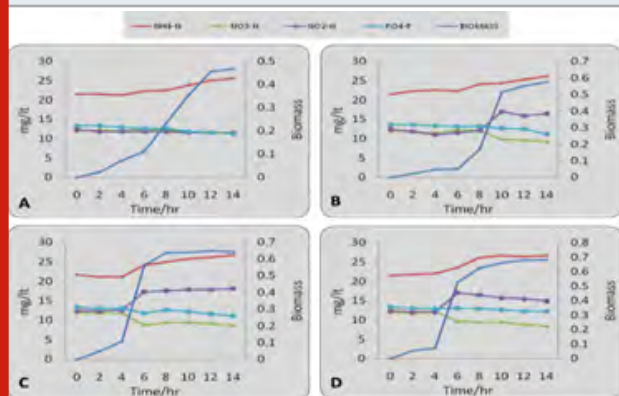 NH4-N NO3-N NO2-N PO4-P BIOMASS
30 25 20 15 10 5 0
mg/lt
0.5 0.4 0.3 0.2 0.1 0
Biomass
0 2 4 6 8 10 12 14
A Time/hr
30 25 20 15 10 5 0
mg/lt
0.7 0.6 0.5 0.4 0.3 0.2 0.1 0
Biomass
0 2 4 6 8 10 12 14
B Time/hr
30 25 20 15 10 5 0
mg/lt
0.7 0.6 0.5 0.4 0.3 0.2 0.1 0
Biomass
0 2 4 6 8 10 12 14
C Time/hr
30 25 20 15 10 5 0
mg/lt
0.8 0.7 0.6 0.5 0.4 0.3 0.2 0.1 0
Biomass
0 2 4 6 8 10 12 14
D Time/hr